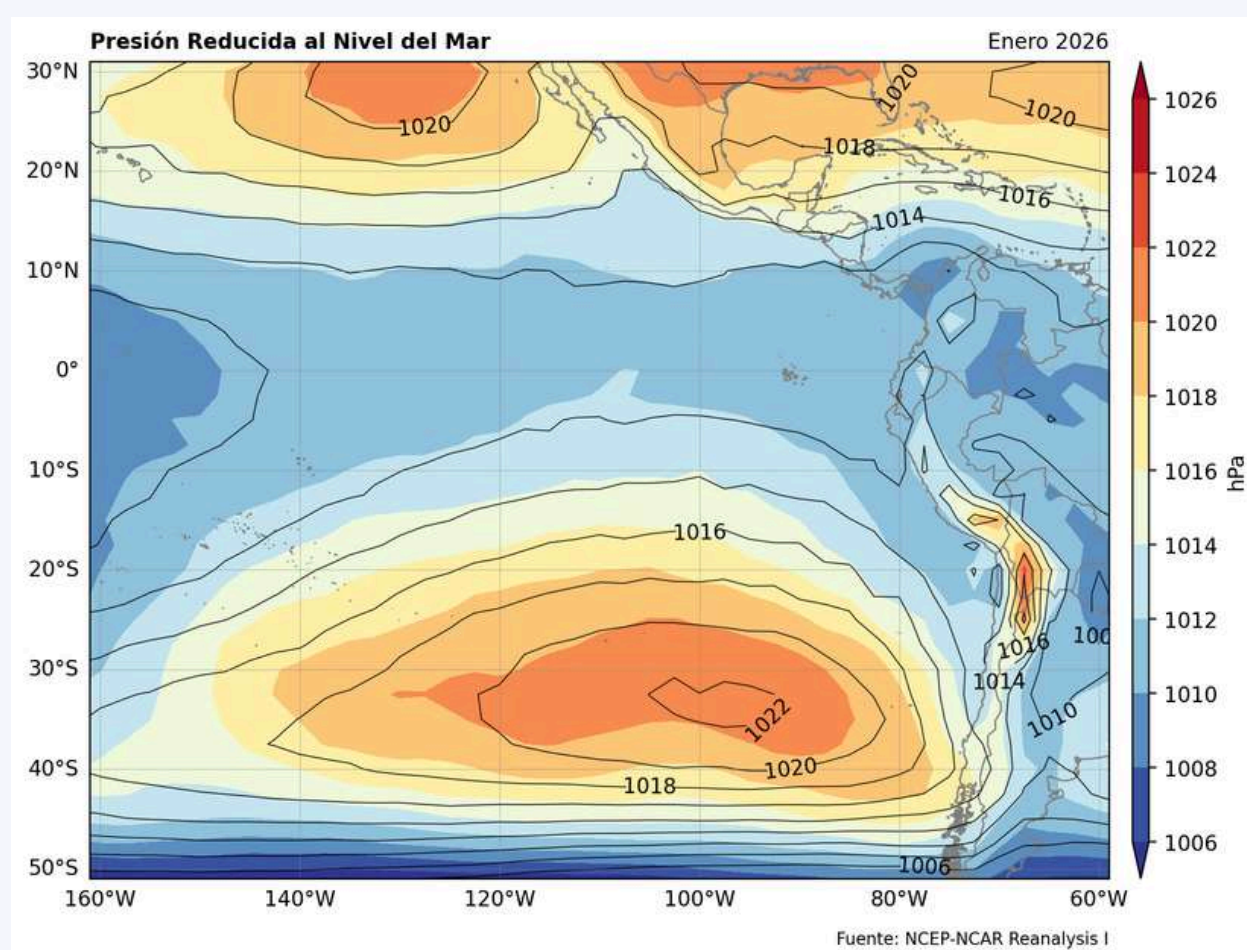 Presión Reducida al Nivel del Mar
Enero 2026
30°N
20°N
10°N
0°
10°S
20°S
30°S
40°S
50°S
160°W
140°W
120°W
100°W
80°W
60°W
1020
1020
1020
1018
1016
1014
1016
1016
1014
1010
100
1022
1020
1018
1006
1026
1024
1022
1020
1018
1016
1014
1012
1010
1008
1006
hPa
Fuente: NCEP-NCAR Reanalysis I